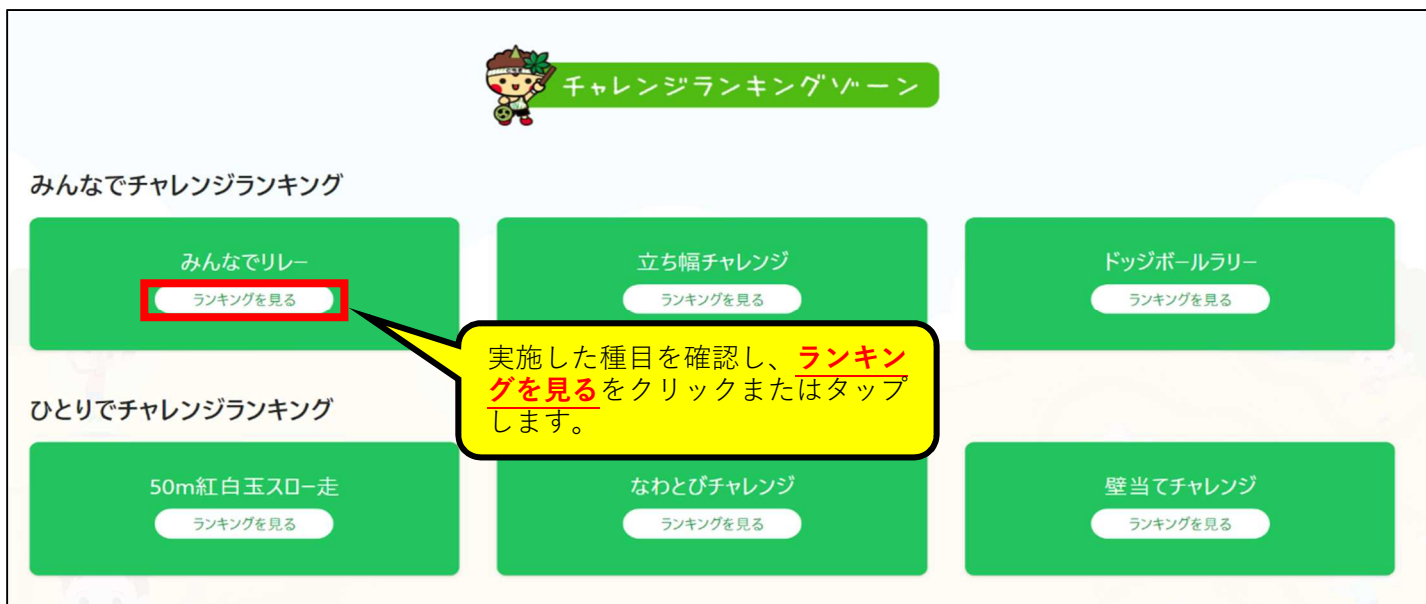 チャレンジランキングゾーン
みんなでチャレンジランキング
みんなでリレー
ランキングを見る
立ち幅チャレンジ
ランキングを見る
ドッジボールラリー
ランキングを見る
実施した種目を確認し、ランキン
グを見るをクリックまたはタップ
します。
ひとりでチャレンジランキング
50m紅白玉スロー走
ランキングを見る
なわとびチャレンジ
ランキングを見る
壁当てチャレンジ
ランキングを見る